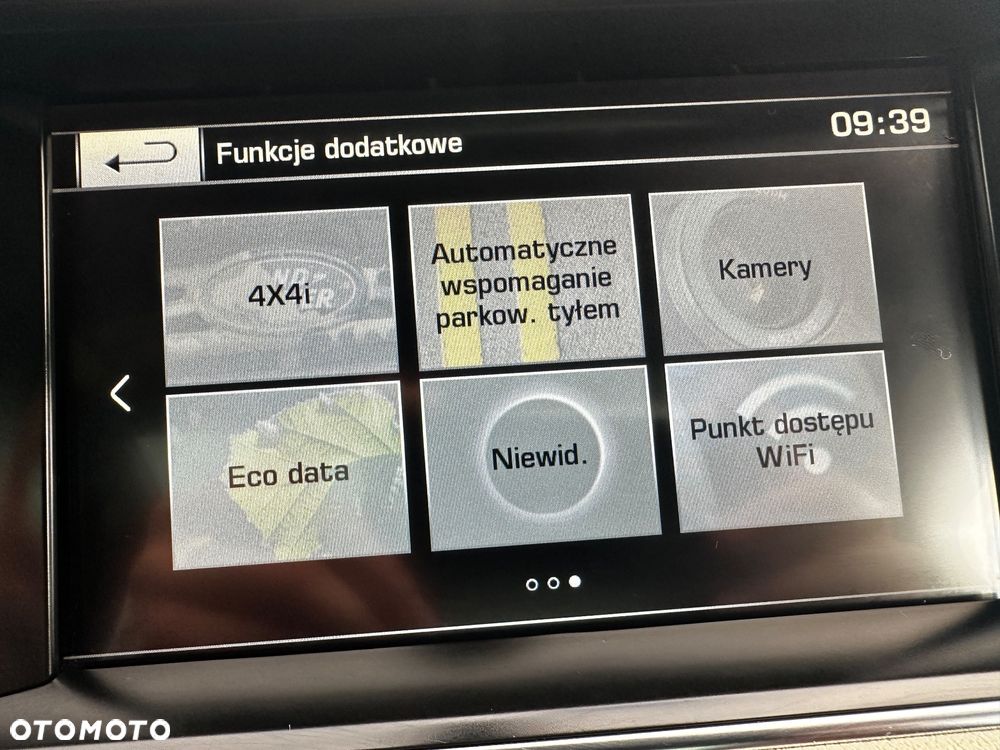 Funkcje dodatkowe
09:39
4X4i
Automatyczne
wspomaganie
parkow. tyłem
Kamery
Eco data
Niewid.
Punkt dostępu
WiFi
OTOMOTO